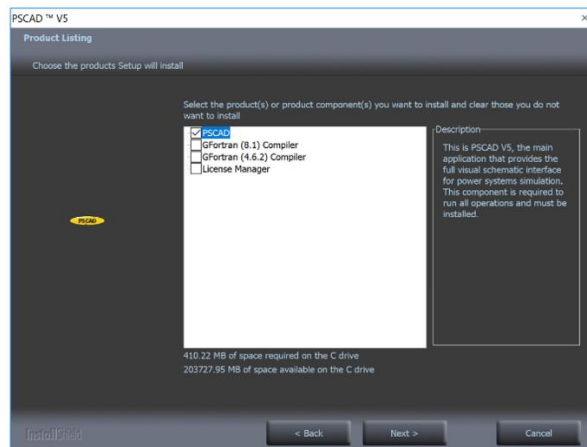 PSCAD ™ V5
Product Listing
Choose the products Setup will install
Select the product(s) or product component(s) you want to install and clear those you do not
want to install
PSCAD
GFortran (8.1) Compiler
GFortran (4.6.2) Compiler
License Manager
Description
This is PSCAD V5, the main
application that provides the
full visual schematic interface
for power systems simulation.
This component is required to
run all operations and must be
installed.
PSCAD
410.22 MB of space required on the C drive
203727.95 MB of space available on the C drive
InstallShield
< Back
Next >
Cancel